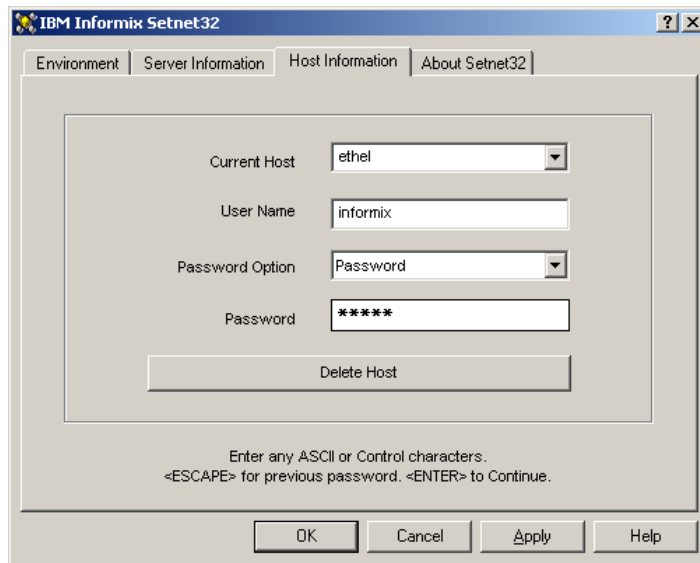 IBM Informix Setnet32
Environment Server Information Host Information About Setnet32
Current Host ethel
User Name informix
Password Option Password
Password *****
Delete Host
Enter any ASCII or Control characters.
<ESCAPE> for previous password. <ENTER> to Continue.
OK Cancel Apply Help